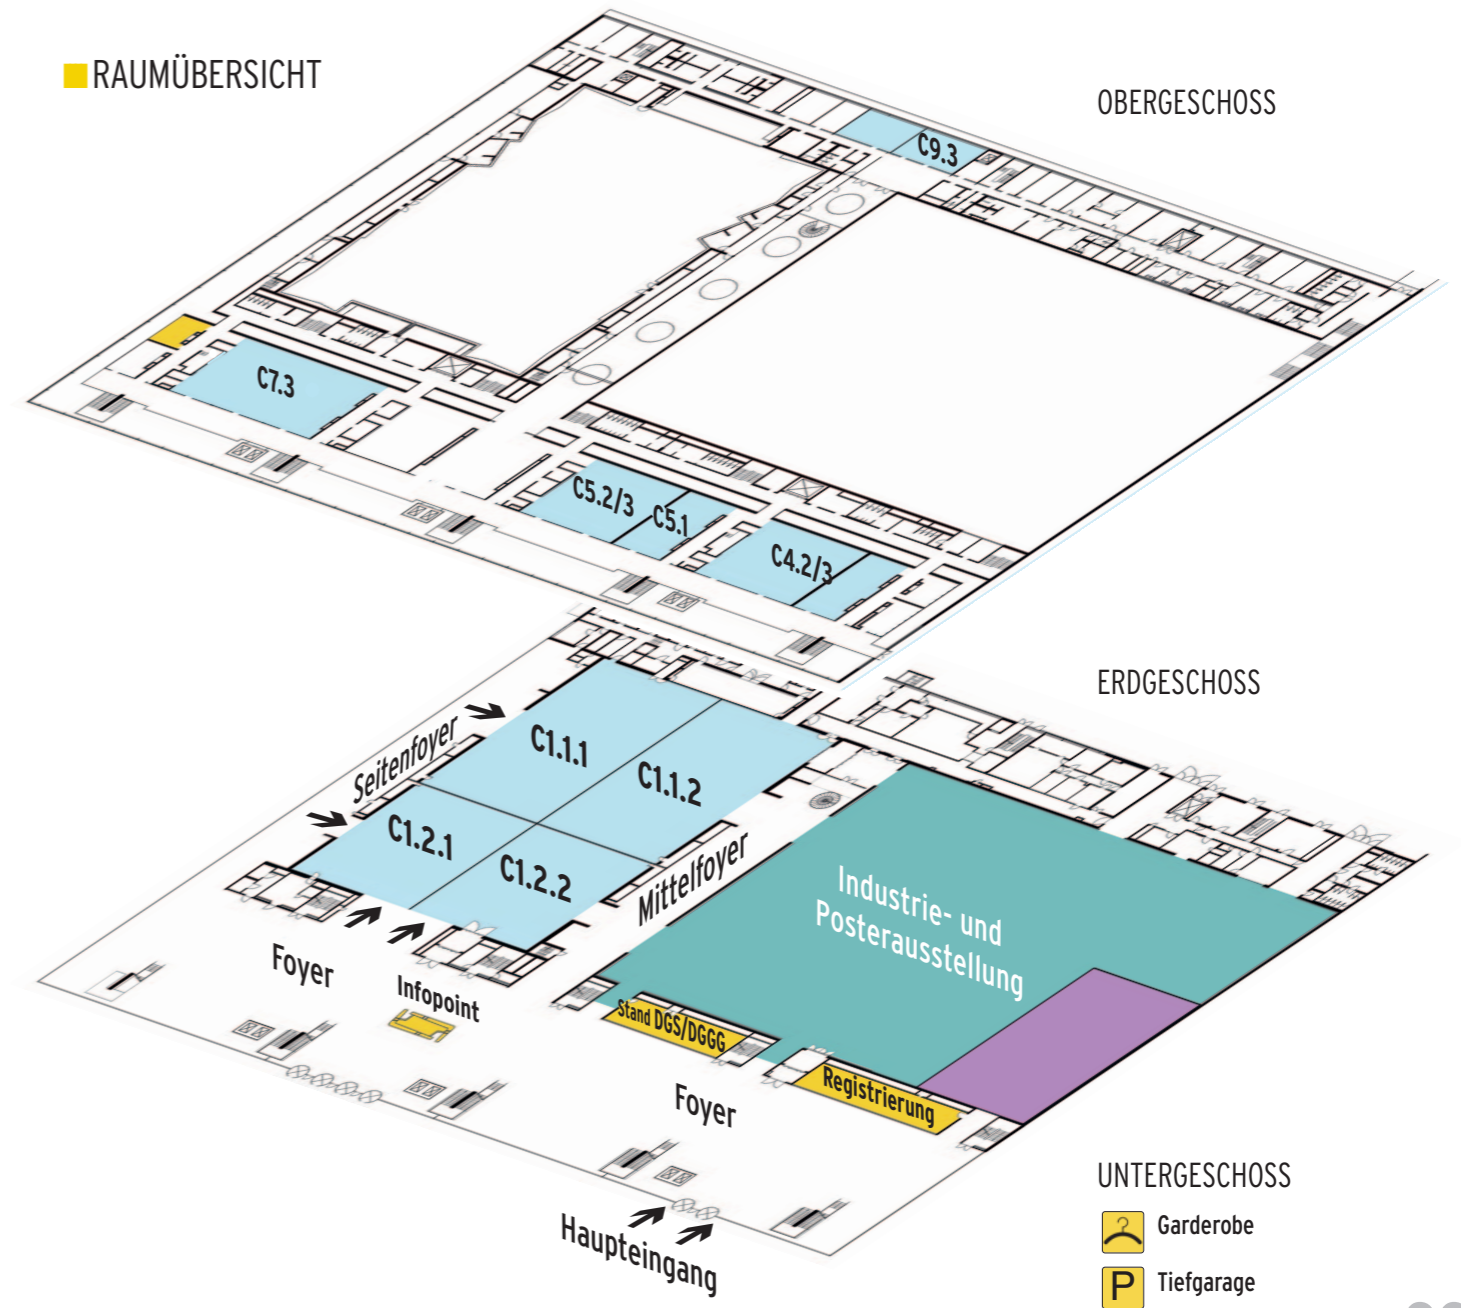 RAUMÜBERSICHT
OBERGESCHOSS
C9.3
C7.3
C5.2/3
C5.1
C4.2/3
ERDGESCHOSS
Seitenfoyer
C1.1.1
C1.1.2
C1.2.1
C1.2.2
Mittelfoyer
Industrie- und
Posterausstellung
Foyer
Infopoint
Stand DGS/DGGG
Registrierung
Foyer
Haupteingang
UNTERGESCHOSS
Garderobe
P Tiefgarage